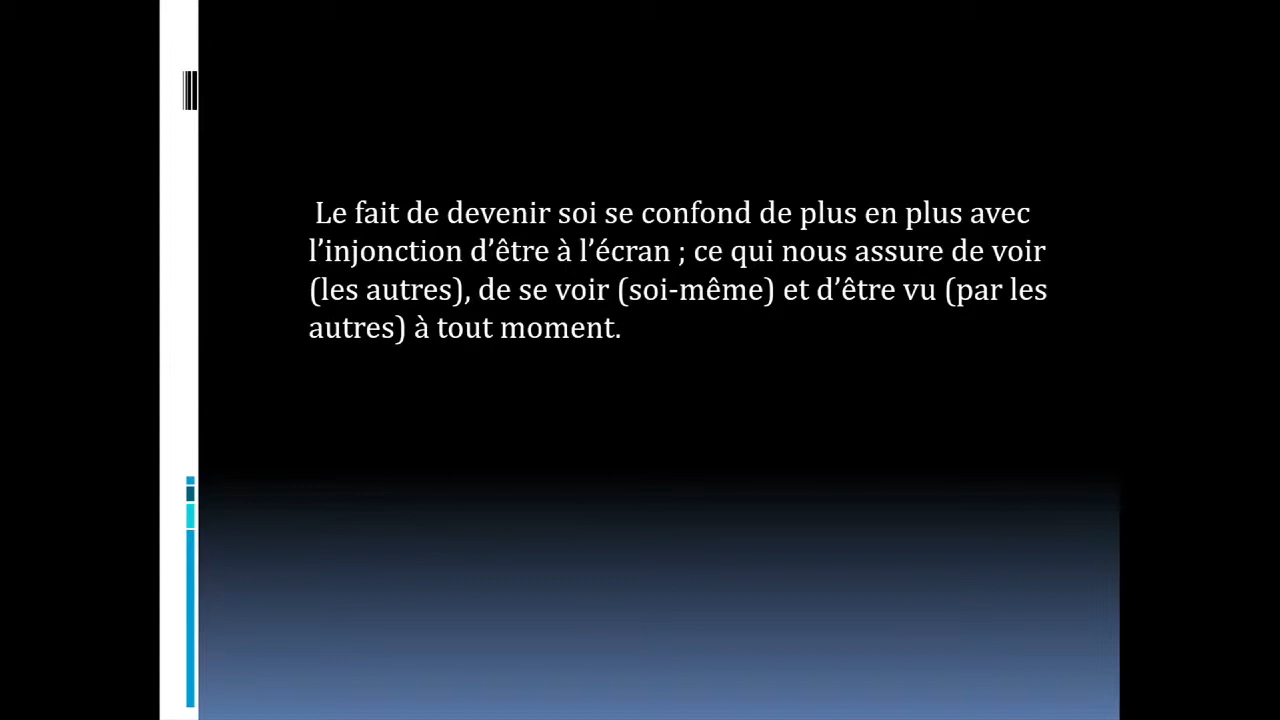 Le fait de devenir soi se confond de plus en plus avec
l’injonction d’être à l’écran ; ce qui nous assure de voir
(les autres), de se voir (soi-même) et d’être vu (par les
autres) à tout moment.